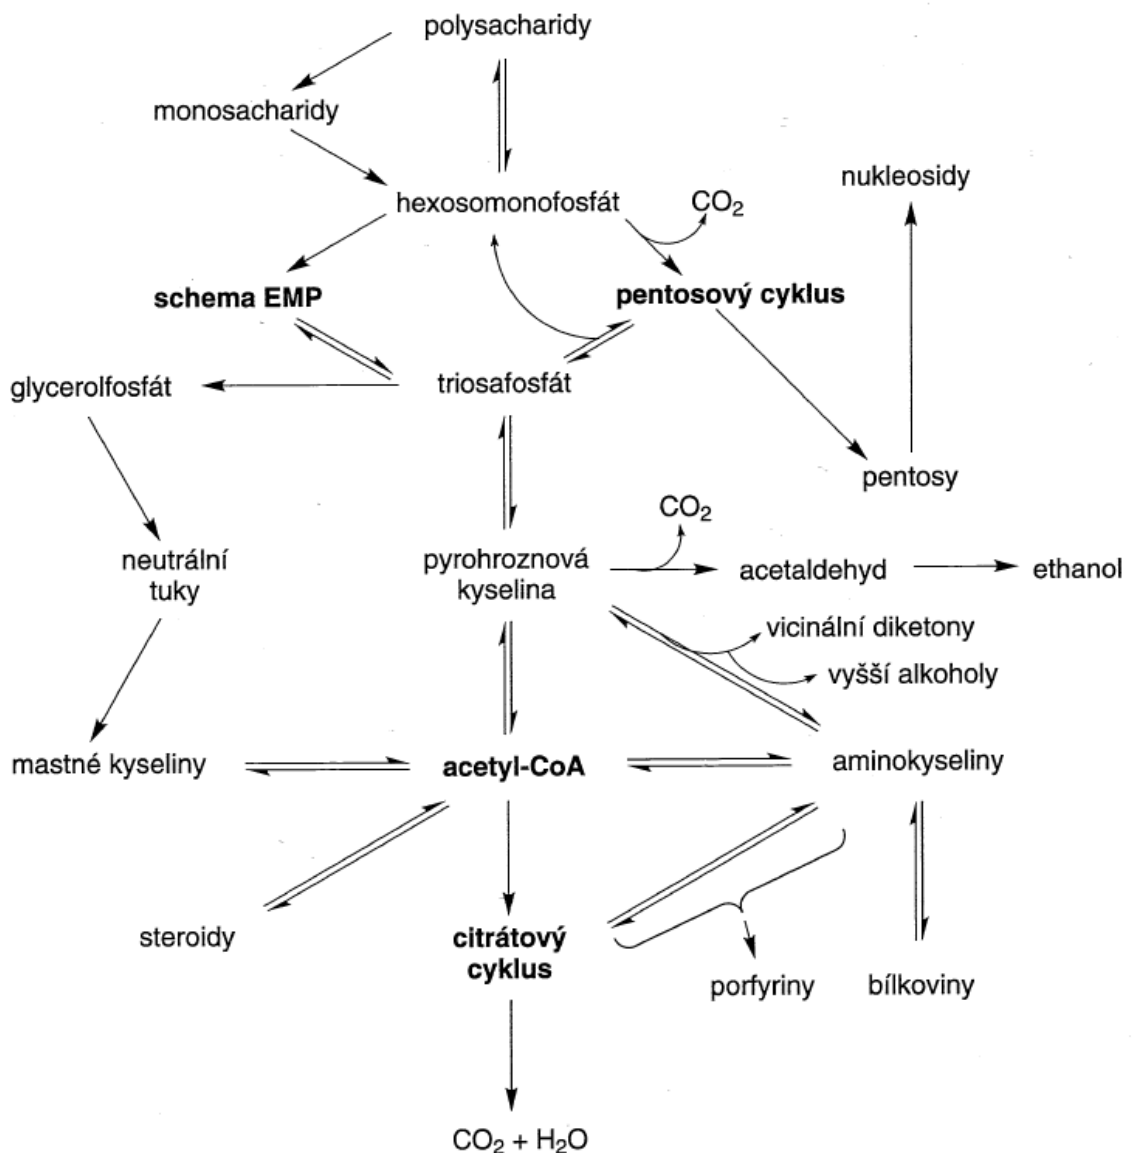 polysacharidy
monosacharidy
nukleosidy
hexosomonofosfát
CO₂
schema EMP
pentosový cyklus
glycerolfosfát
triosafosfát
pentosy
CO₂
neutrální
tuky
pyrohroznová
kyselina
acetaldehyd
ethanol
vicinální diketony
vyšší alkoholy
mastné kyseliny
acetyl-CoA
aminokyseliny
steroidy
citrátový
cyklus
porfyriny
bílkoviny
CO₂ + H₂O